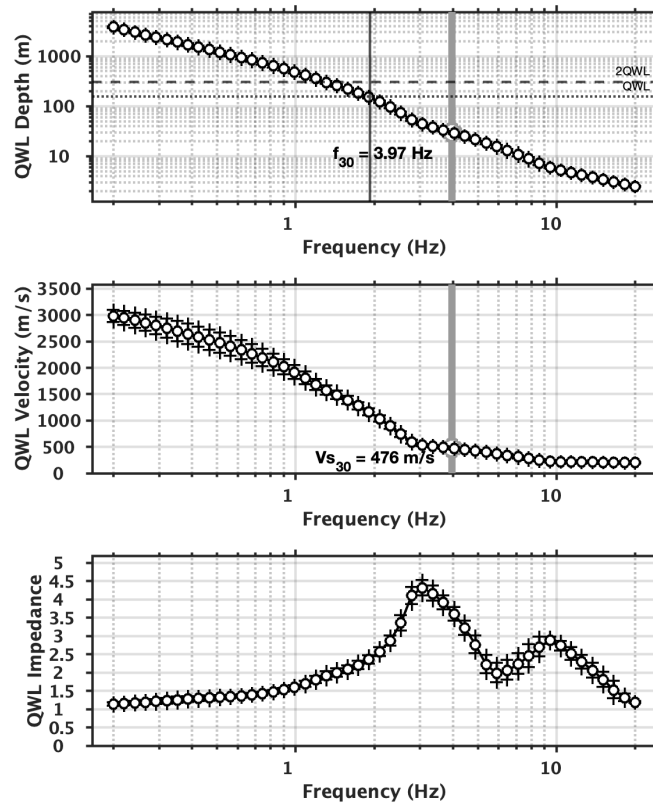 1000
2QWL
100
QWL
10
f30 = 3.97 Hz
QWL Depth (m)
1 10
Frequency (Hz)
3500
3000
2500
2000
1500
1000
500
0
QWL Velocity (m/s)
Vs30 = 476 m/s
1 10
Frequency (Hz)
5
4.5
4
3.5
3
2.5
2
1.5
1
0.5
0
QWL Impedance
1 10
Frequency (Hz)